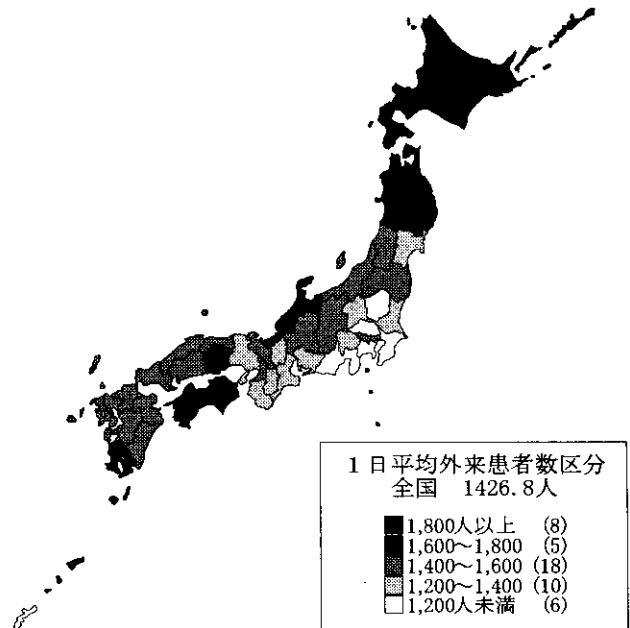 1日平均外来患者数区分
全国 1426.8人
1,800人以上 (8)
1,600～1,800 (5)
1,400～1,600 (18)
1,200～1,400 (10)
1,200人未満 (6)